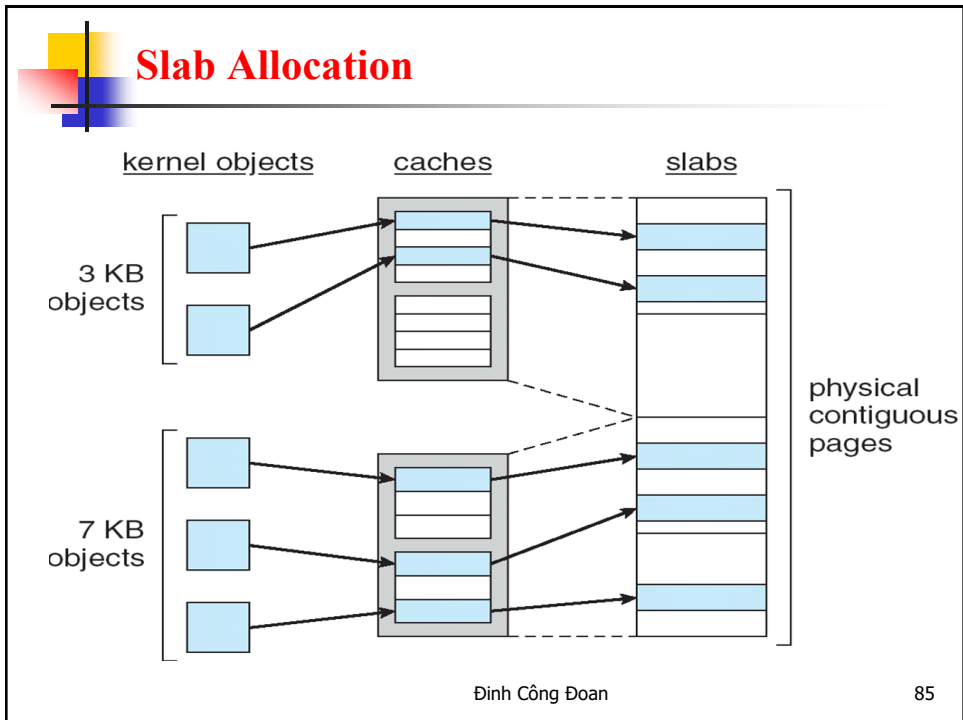 Slab Allocation
kernel objects
caches
slabs
3 KB
objects
7 KB
objects
physical
contiguous
pages
Đinh Công Đoan
85